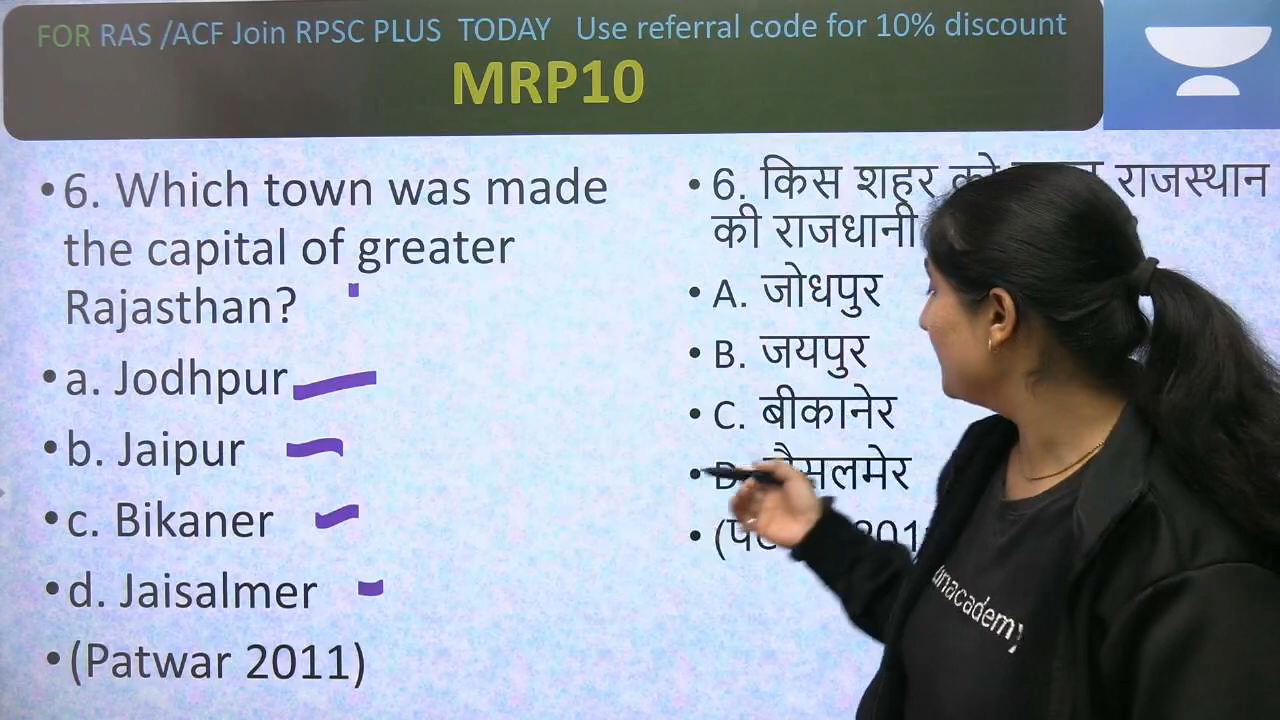 FOR RAS /ACF Join RPSC PLUS TODAY Use referral code for 10% discount
MRP10
• 6. Which town was made
the capital of greater
Rajasthan?
• a. Jodhpur
• b. Jaipur
• c. Bikaner
• d. Jaisalmer
• (Patwar 2011)
• 6. किस शहर को राजस्थान
की राजधानी
• A. जोधपुर
• B. जयपुर
• C. बीकानेर
• D. जैसलमेर
unacademy